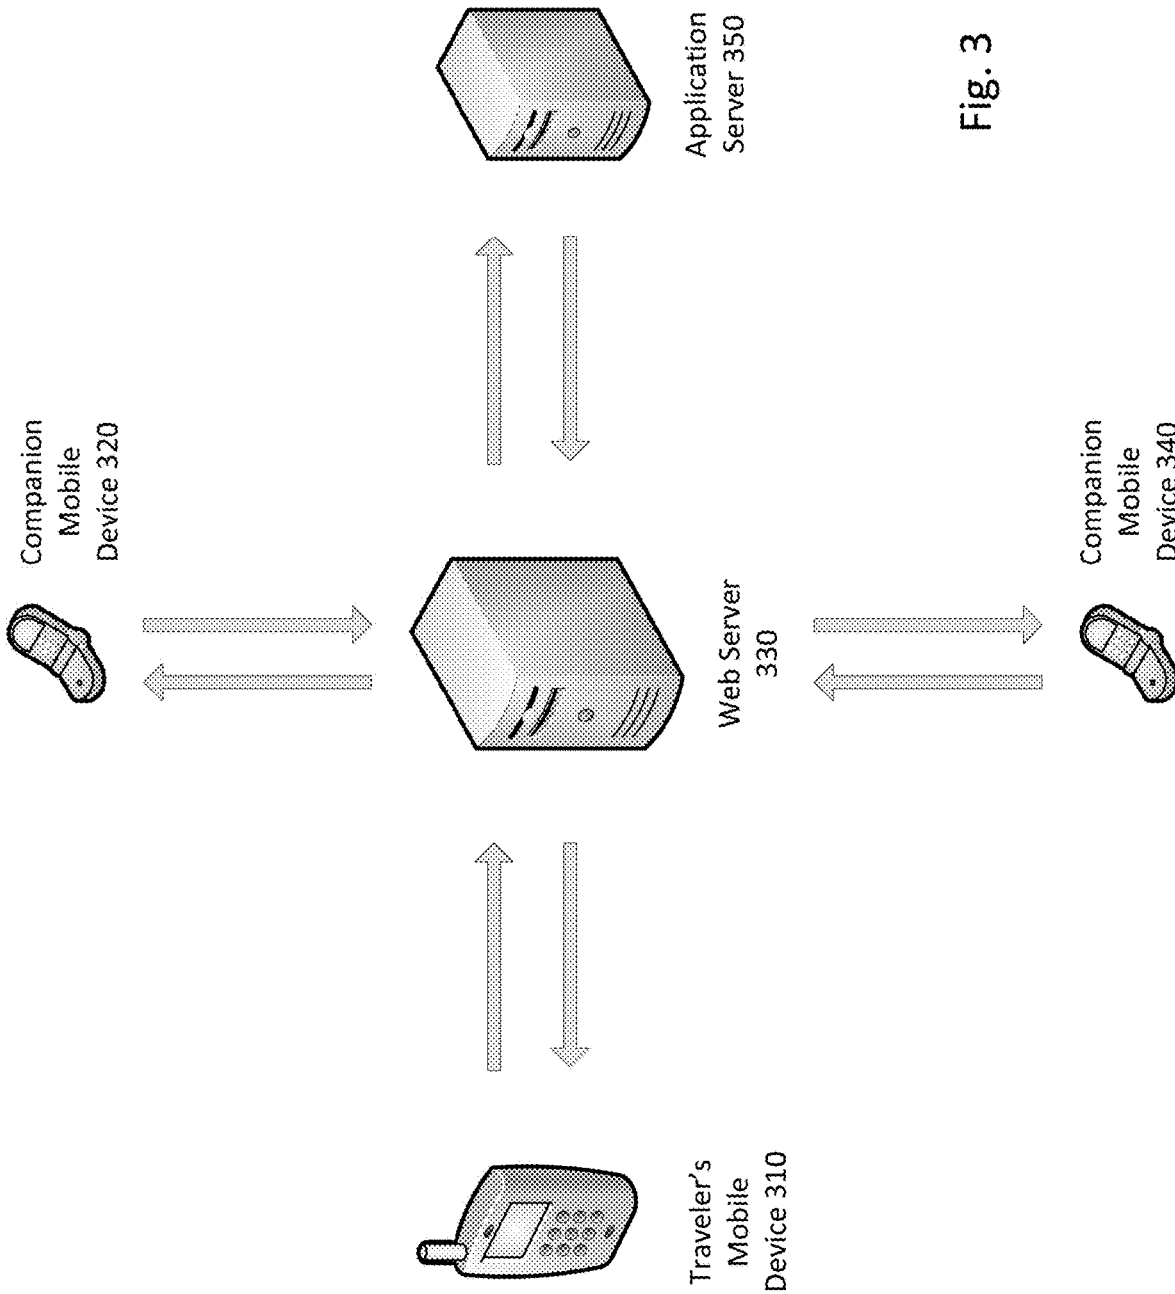 Companion
Mobile
Device 320
Traveler's
Mobile
Device 310
Web Server
330
Application
Server 350
Companion
Mobile
Device 340
Fig. 3